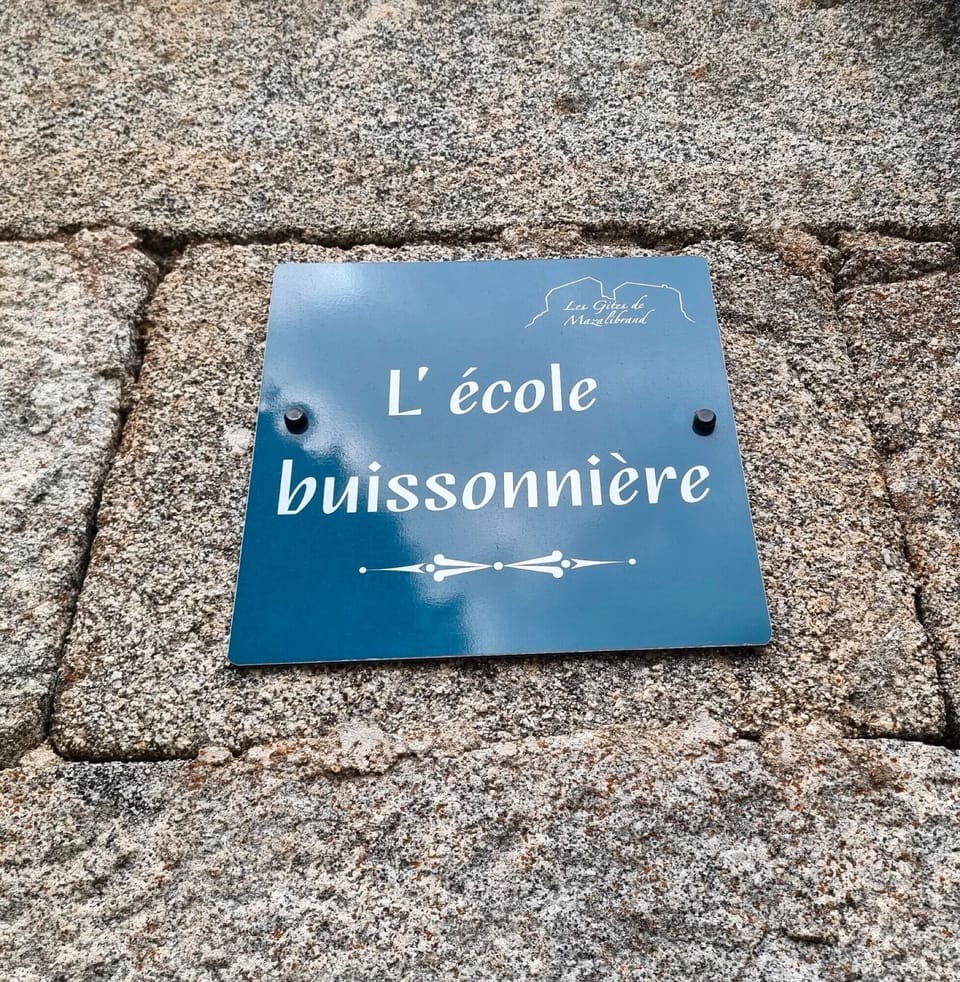 Les Gîtes de
Mazalibrand
L' école
buissonnière